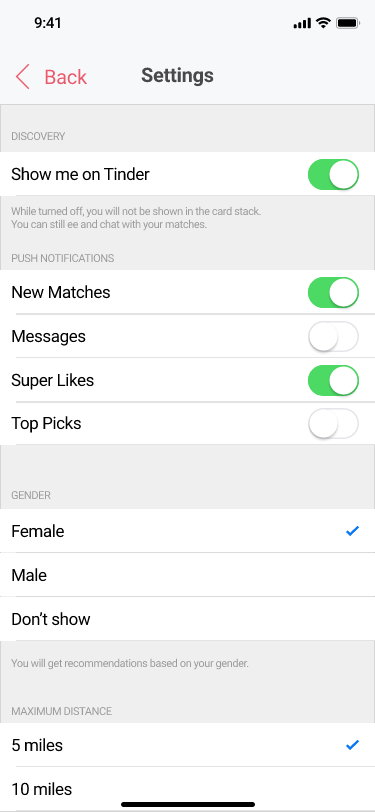 9:41
Back
Settings
DISCOVERY
Show me on Tinder
While turned off, you will not be shown in the card stack.
You can still ee and chat with your matches.
PUSH NOTIFICATIONS
New Matches
Messages
Super Likes
Top Picks
GENDER
Female
Male
Don't show
You will get recommendations based on your gender.
MAXIMUM DISTANCE
5 miles
10 miles